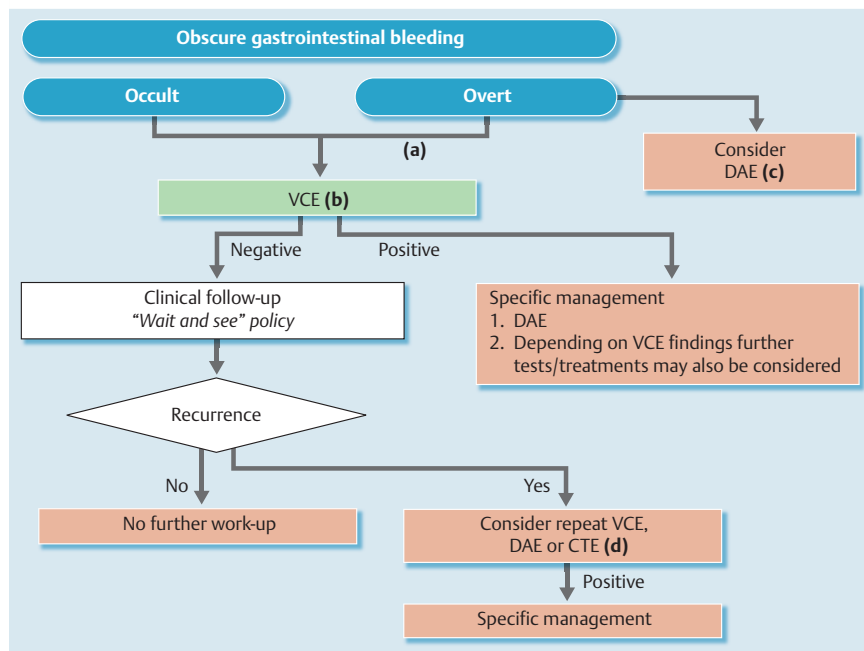 Obscure gastrointestinal bleeding
Occult
Overt
(a)
Consider
DAE (c)
VCE (b)
Negative
Positive
Clinical follow-up
“Wait and see” policy
Specific management
1. DAE
2. Depending on VCE findings further
tests/treatments may also be considered
Recurrence
No
Yes
No further work-up
Consider repeat VCE,
DAE or CTE (d)
Positive
Specific management